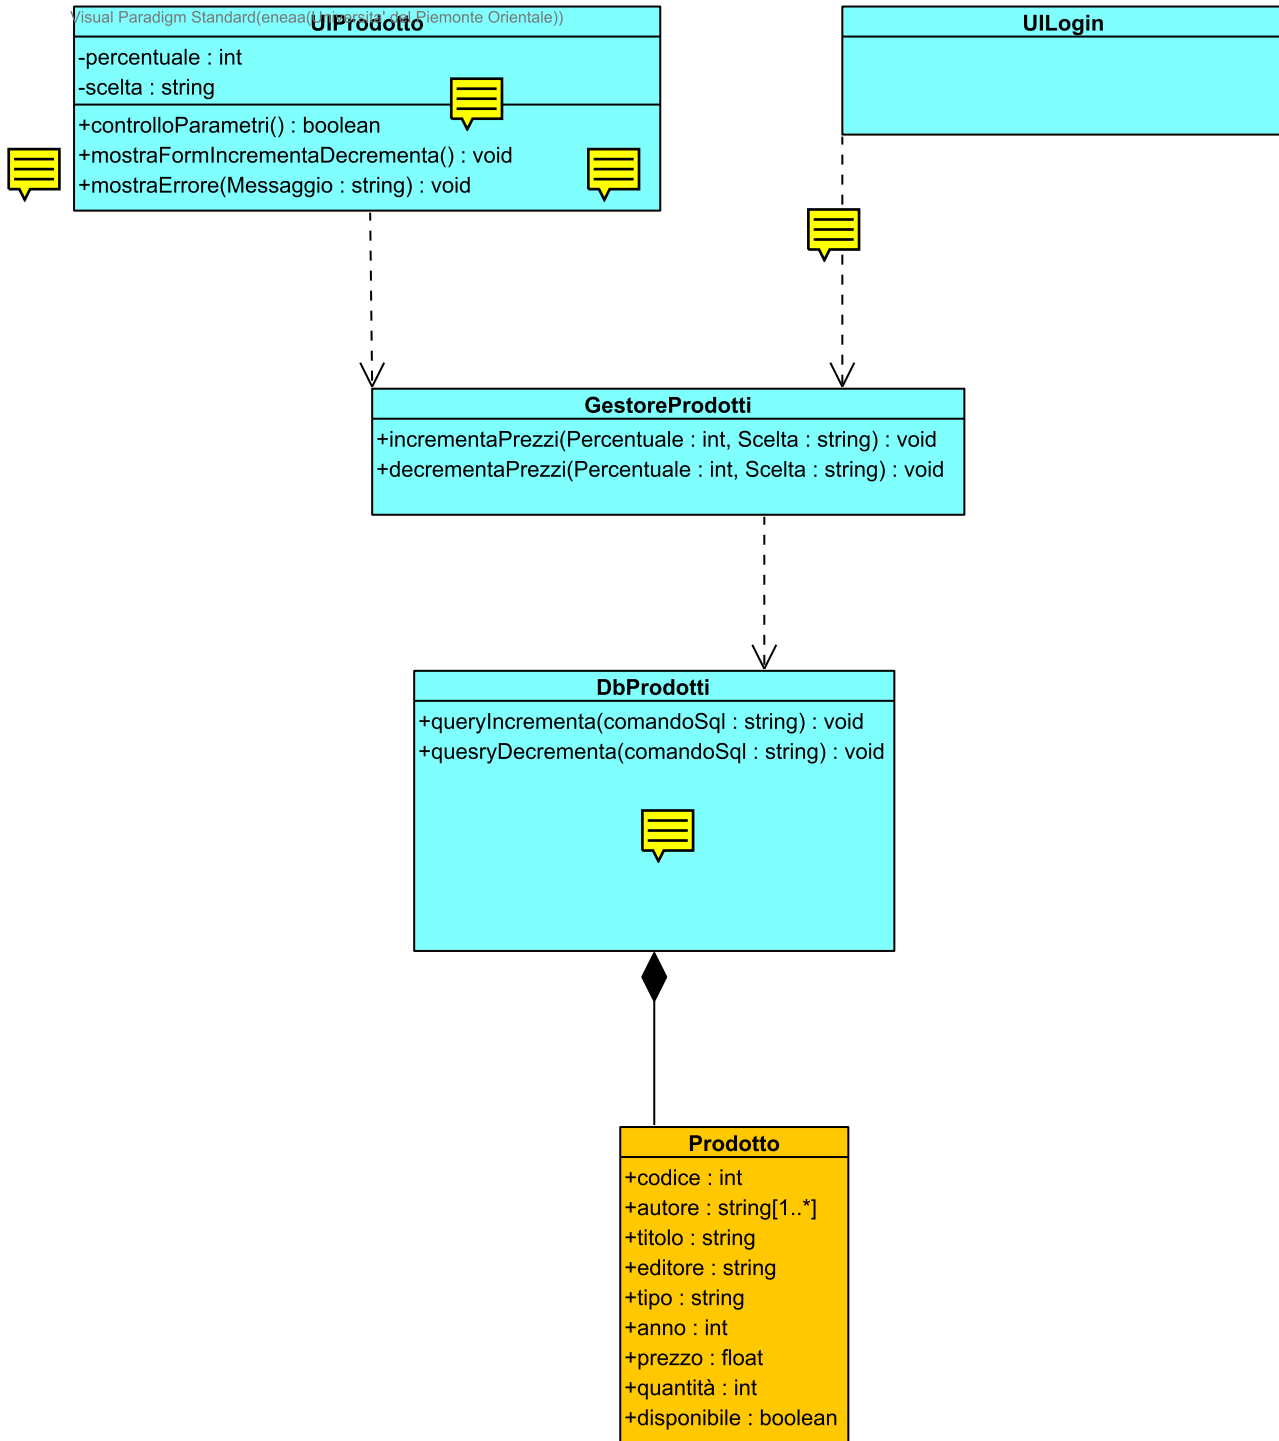 Visual Paradigm Standard(eneaa(Universita' del Piemonte Orientale))
UIProdotto
-percentuale : int
-scelta : string
+controlloParametri() : boolean
+mostraFormIncrementaDecrementa() : void
+mostraErrore(Messaggio : string) : void
UILogin
GestoreProdotti
+incrementaPrezzi(Percentuale : int, Scelta : string) : void
+decrementaPrezzi(Percentuale : int, Scelta : string) : void
DbProdotti
+queryIncrementa(comandoSql : string) : void
+quesryDecrementa(comandoSql : string) : void
Prodotto
+codice : int
+autore : string[1..*]
+titolo : string
+editore : string
+tipo : string
+anno : int
+prezzo : float
+quantità : int
+disponibile : boolean